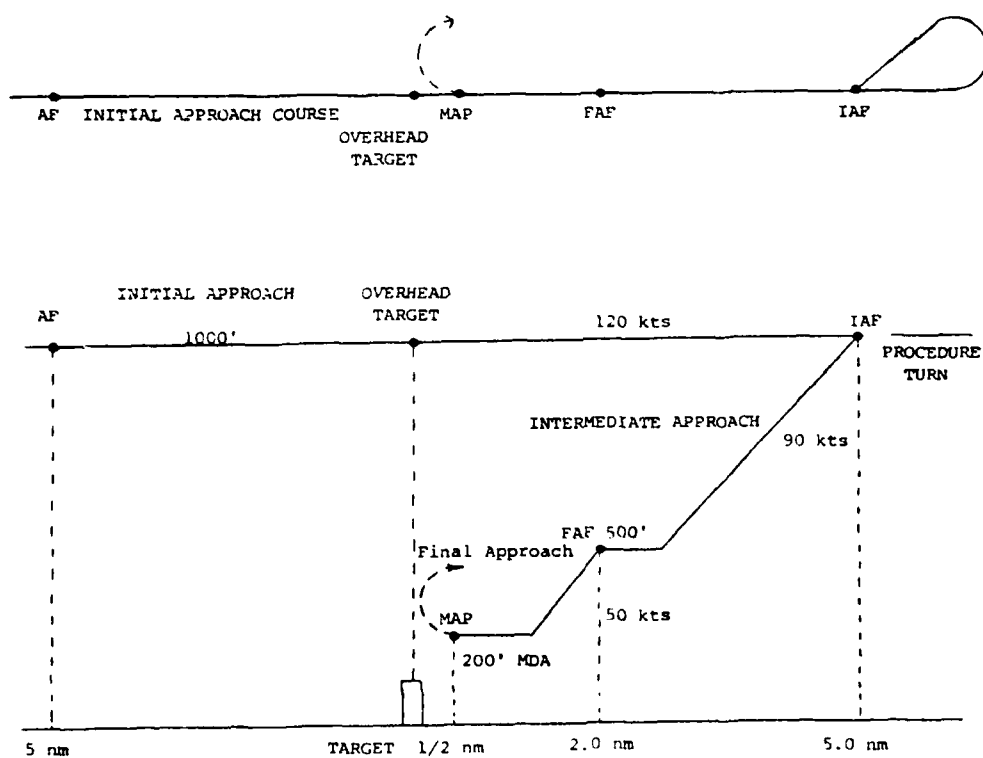 AF INITIAL APPROACH COURSE
OVERHEAD
TARGET
MAP
FAF
IAF
INITIAL APPROACH
AF
1000'
OVERHEAD
TARGET
120 kts
IAF
PROCEDURE
TURN
INTERMEDIATE APPROACH
90 kts
FAF 500'
Final Approach
MAP
50 kts
200' MDA
5 nm
TARGET
1/2 nm
2.0 nm
5.0 nm